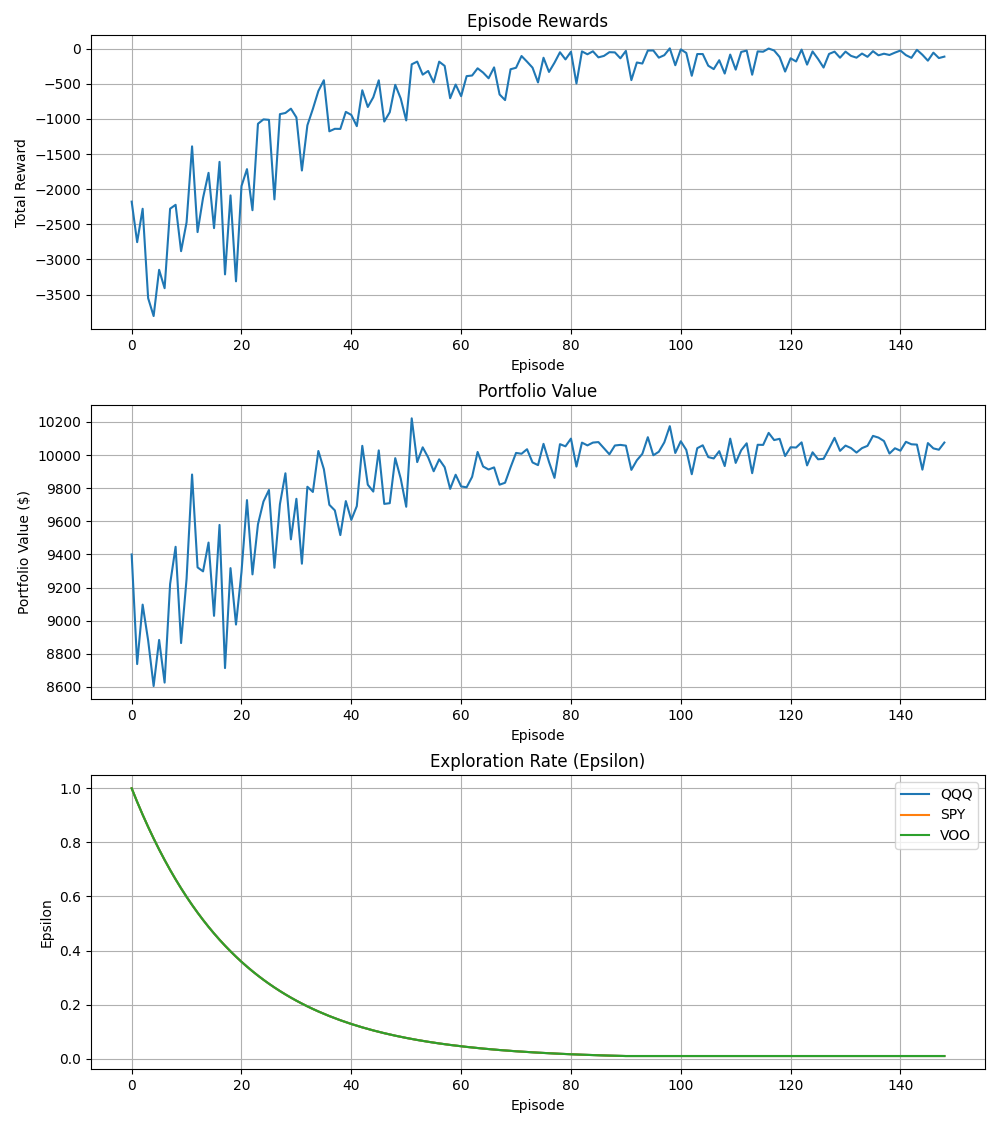 Episode Rewards
Total Reward
0
−500
−1000
−1500
−2000
−2500
−3000
−3500
0 20 40 60 80 100 120 140
Episode
Portfolio Value
Portfolio Value ($)
10200
10000
9800
9600
9400
9200
9000
8800
8600
0 20 40 60 80 100 120 140
Episode
Exploration Rate (Epsilon)
Epsilon
1.0
0.8
0.6
0.4
0.2
0.0
QQQ
SPY
VOO
0 20 40 60 80 100 120 140
Episode